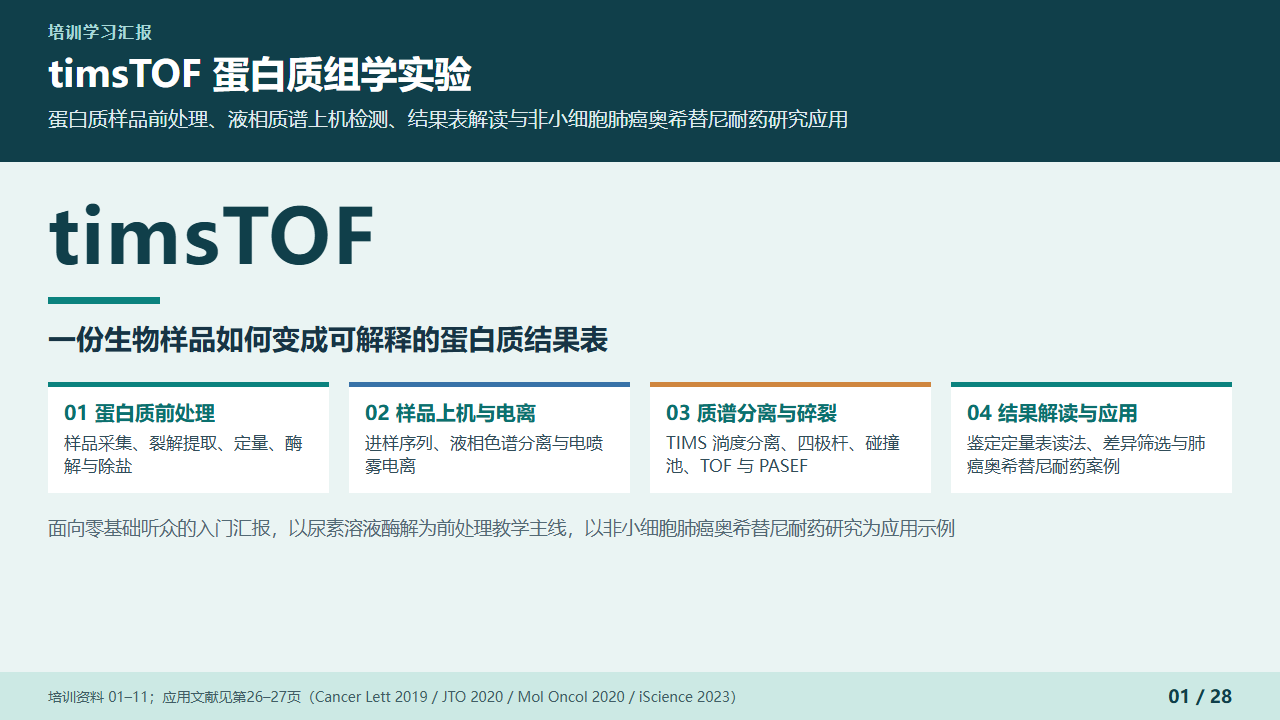 培训学习汇报
timsTOF 蛋白质组学实验
蛋白质样品前处理、液相质谱上机检测、结果表解读与非小细胞肺癌奥希替尼耐药研究应用
timsTOF
一份生物样品如何变成可解释的蛋白质结果表
01 蛋白质前处理
样品采集、裂解提取、定量、酶
解与除盐
02 样品上机与电离
进样序列、液相色谱分离与电喷
雾电离
03 质谱分离与碎裂
TIMS 淌度分离、四极杆、碰撞
池、TOF 与 PASEF
04 结果解读与应用
鉴定定量表读法、差异筛选与肺
癌奥希替尼耐药案例
面向零基础听众的入门汇报，以尿素溶液酶解为前处理教学主线，以非小细胞肺癌奥希替尼耐药研究为应用示例
培训资料 01–11；应用文献见第26–27页（Cancer Lett 2019 / JTO 2020 / Mol Oncol 2020 / iScience 2023）
01 / 28